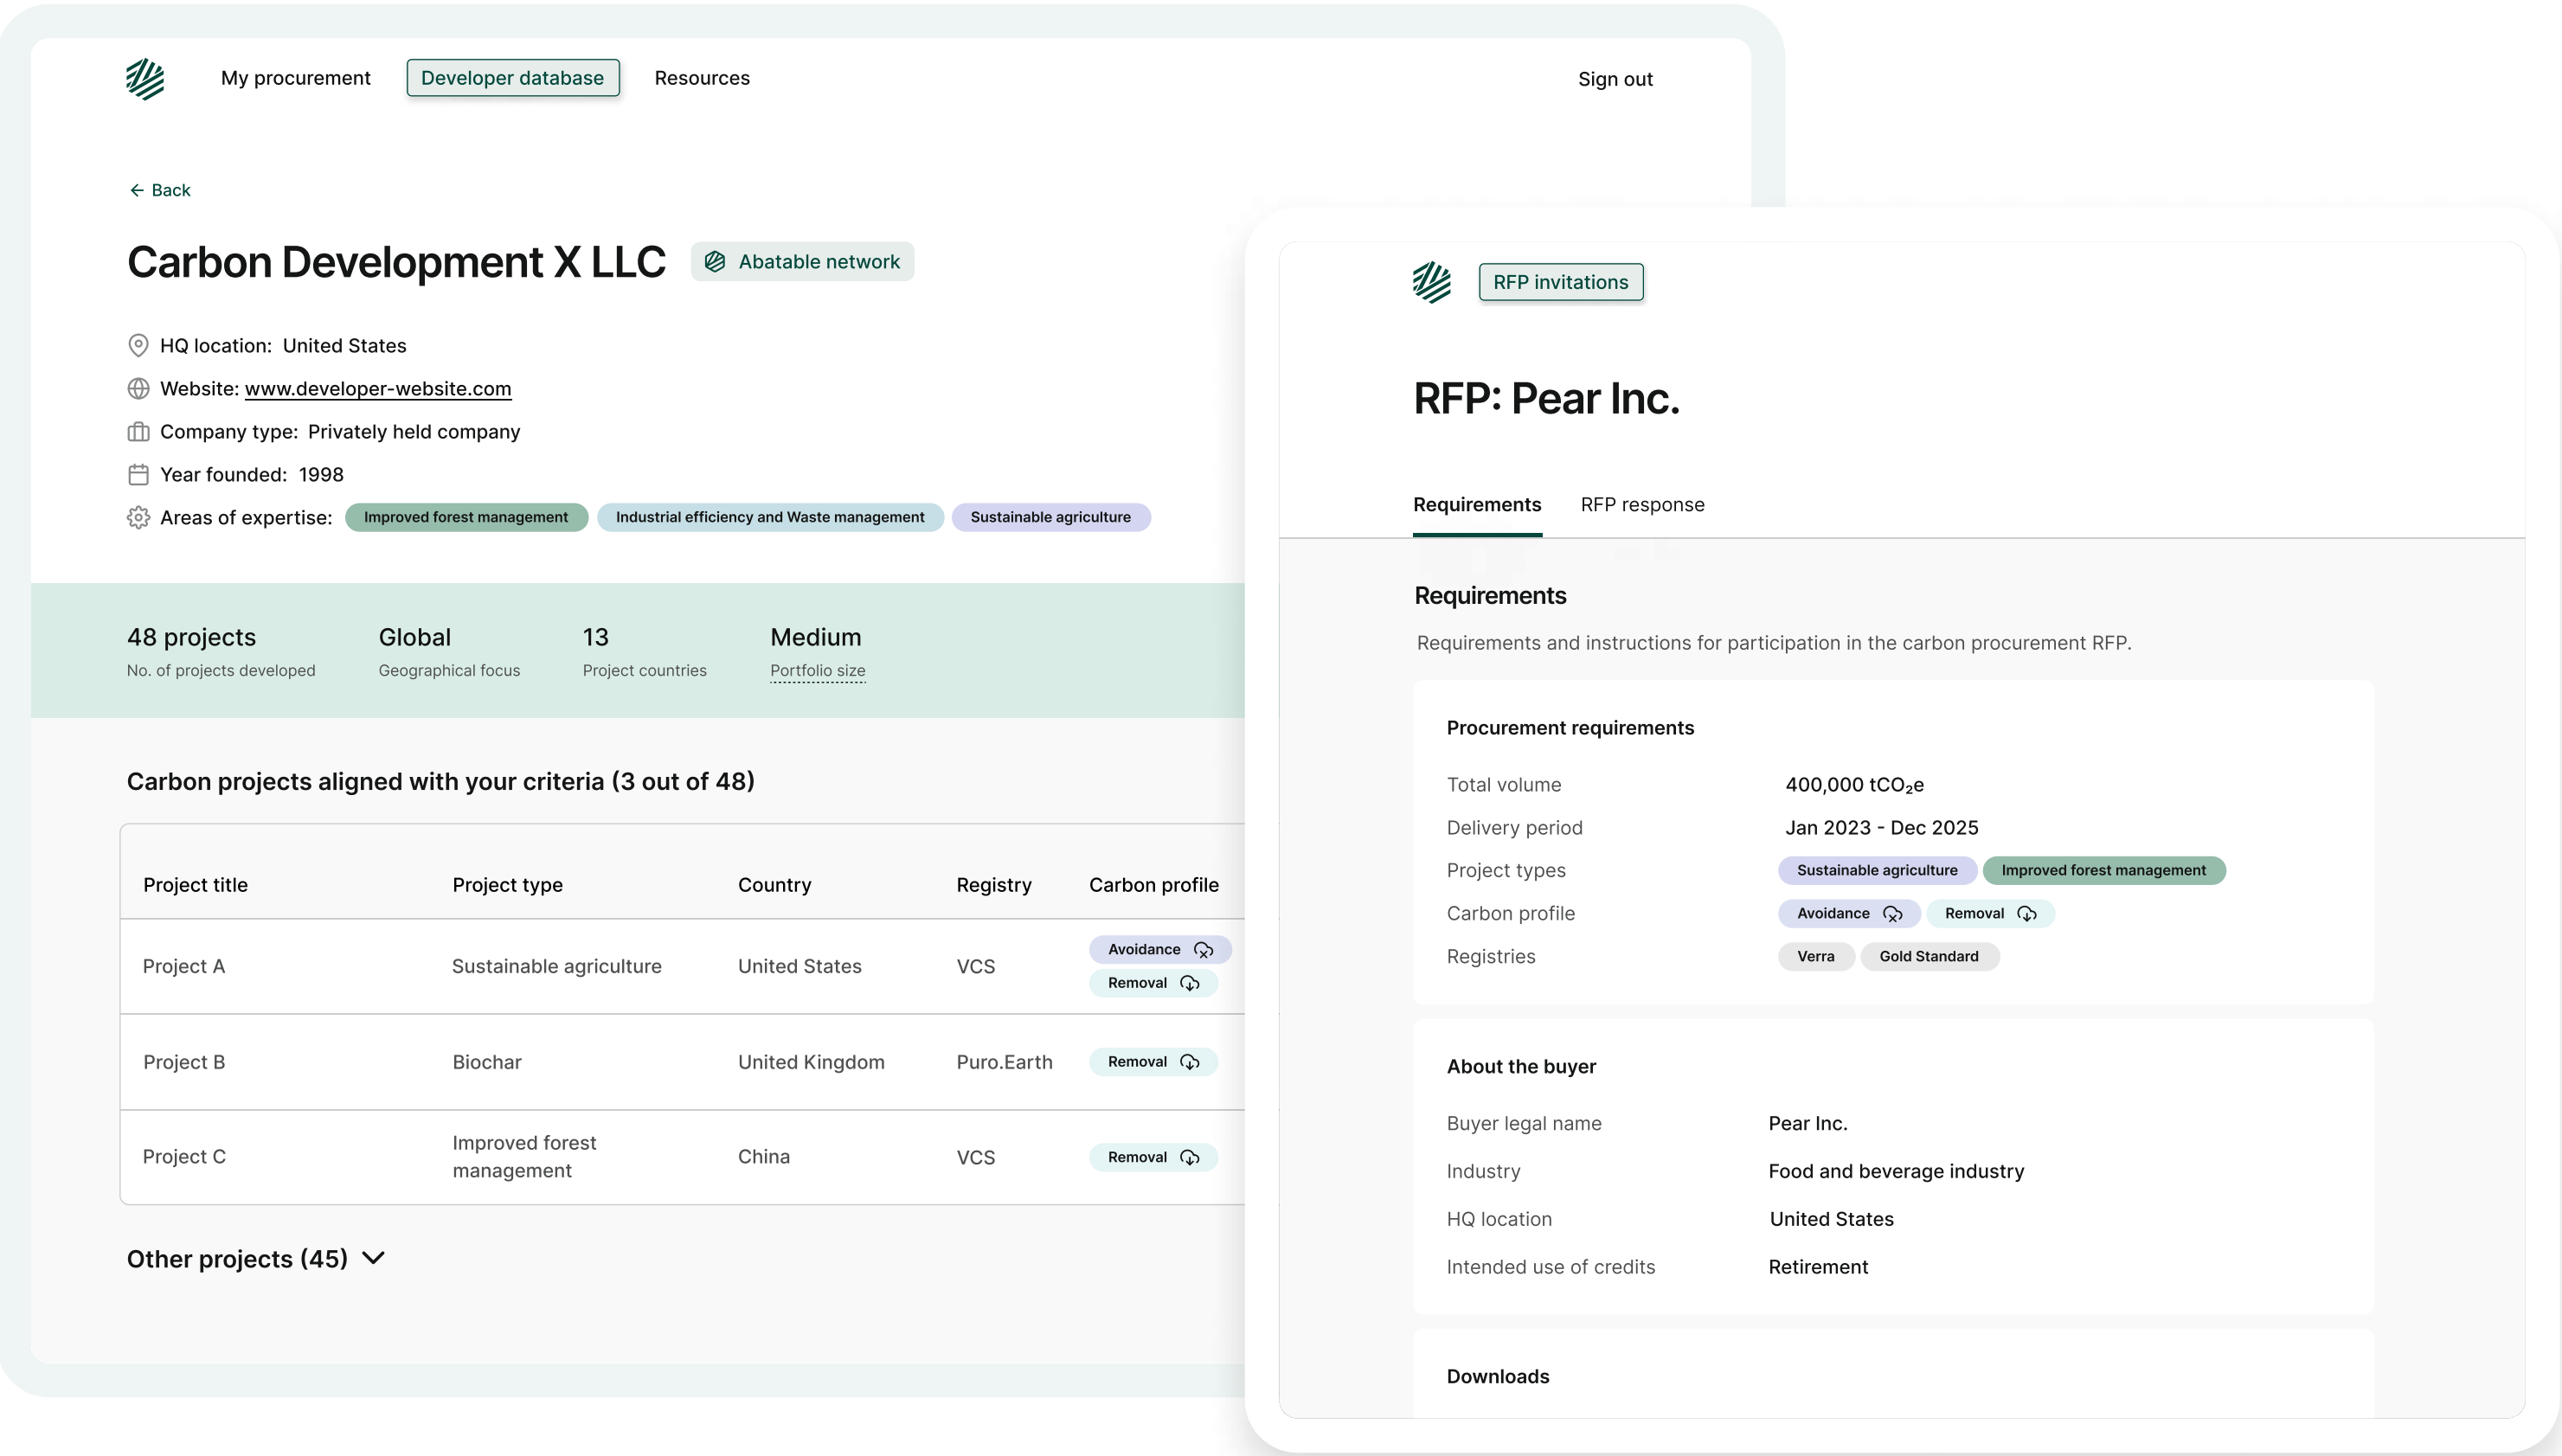 My procurement
Developer database
Resources
Sign out
← Back
Carbon Development X LLC
Abatable network
HQ location: United States
Website: www.developer-website.com
Company type: Privately held company
Year founded: 1998
Areas of expertise: Improved forest management Industrial efficiency and Waste management Sustainable agriculture
48 projects
No. of projects developed
Global
Geographical focus
13
Project countries
Medium
Portfolio size
Carbon projects aligned with your criteria (3 out of 48)
Project title Project type Country Registry Carbon profile
Project A Sustainable agriculture United States VCS Avoidance
Removal
Project B Biochar United Kingdom Puro.Earth Removal
Project C Improved forest
management China VCS Removal
Other projects (45)
RFP invitations
RFP: Pear Inc.
Requirements RFP response
Requirements
Requirements and instructions for participation in the carbon procurement RFP.
Procurement requirements
Total volume 400,000 tCO₂e
Delivery period Jan 2023 - Dec 2025
Project types Sustainable agriculture Improved forest management
Carbon profile Avoidance Removal
Registries Verra Gold Standard
About the buyer
Buyer legal name Pear Inc.
Industry Food and beverage industry
HQ location United States
Intended use of credits Retirement
Downloads